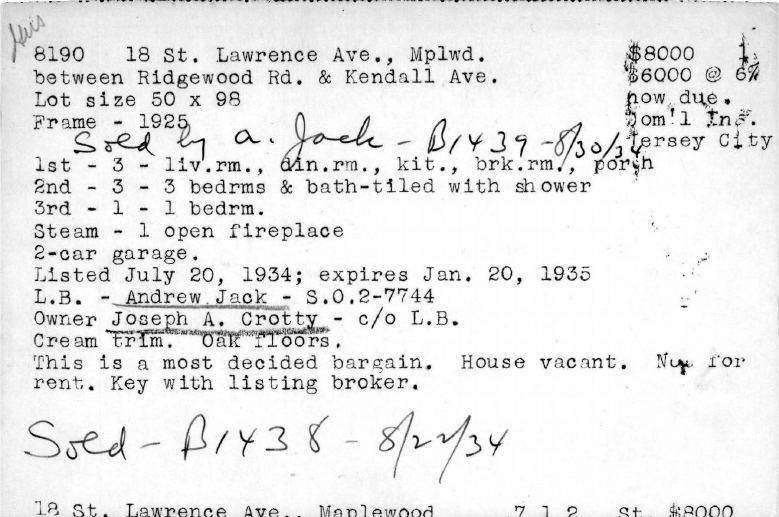 8190 18 St. Lawrence Ave., Mplwd. $8000 1
between Ridgewood Rd. & Kendall Ave. $6000 @ 6%
Lot size 50 x 98 now due.
Frame - 1925 Com'l Ins.
Sold by A. Jack - B1439 - 8/30/34 Jersey City
1st - 3 - liv.rm., din.rm., kit., brk.rm., porch
2nd - 3 - 3 bedrms & bath-tiled with shower
3rd - 1 - 1 bedrm.
Steam - 1 open fireplace
2-car garage.
Listed July 20, 1934; expires Jan. 20, 1935
L.B. - Andrew Jack - S.O.2-7744
Owner Joseph A. Crotty - c/o L.B.
Cream trim. Oak floors.
This is a most decided bargain. House vacant. Not for
rent. Key with listing broker.
Sold - B1438 - 8/22/34
18 St. Lawrence Ave., Maplewood 7 1 2 St. $8000